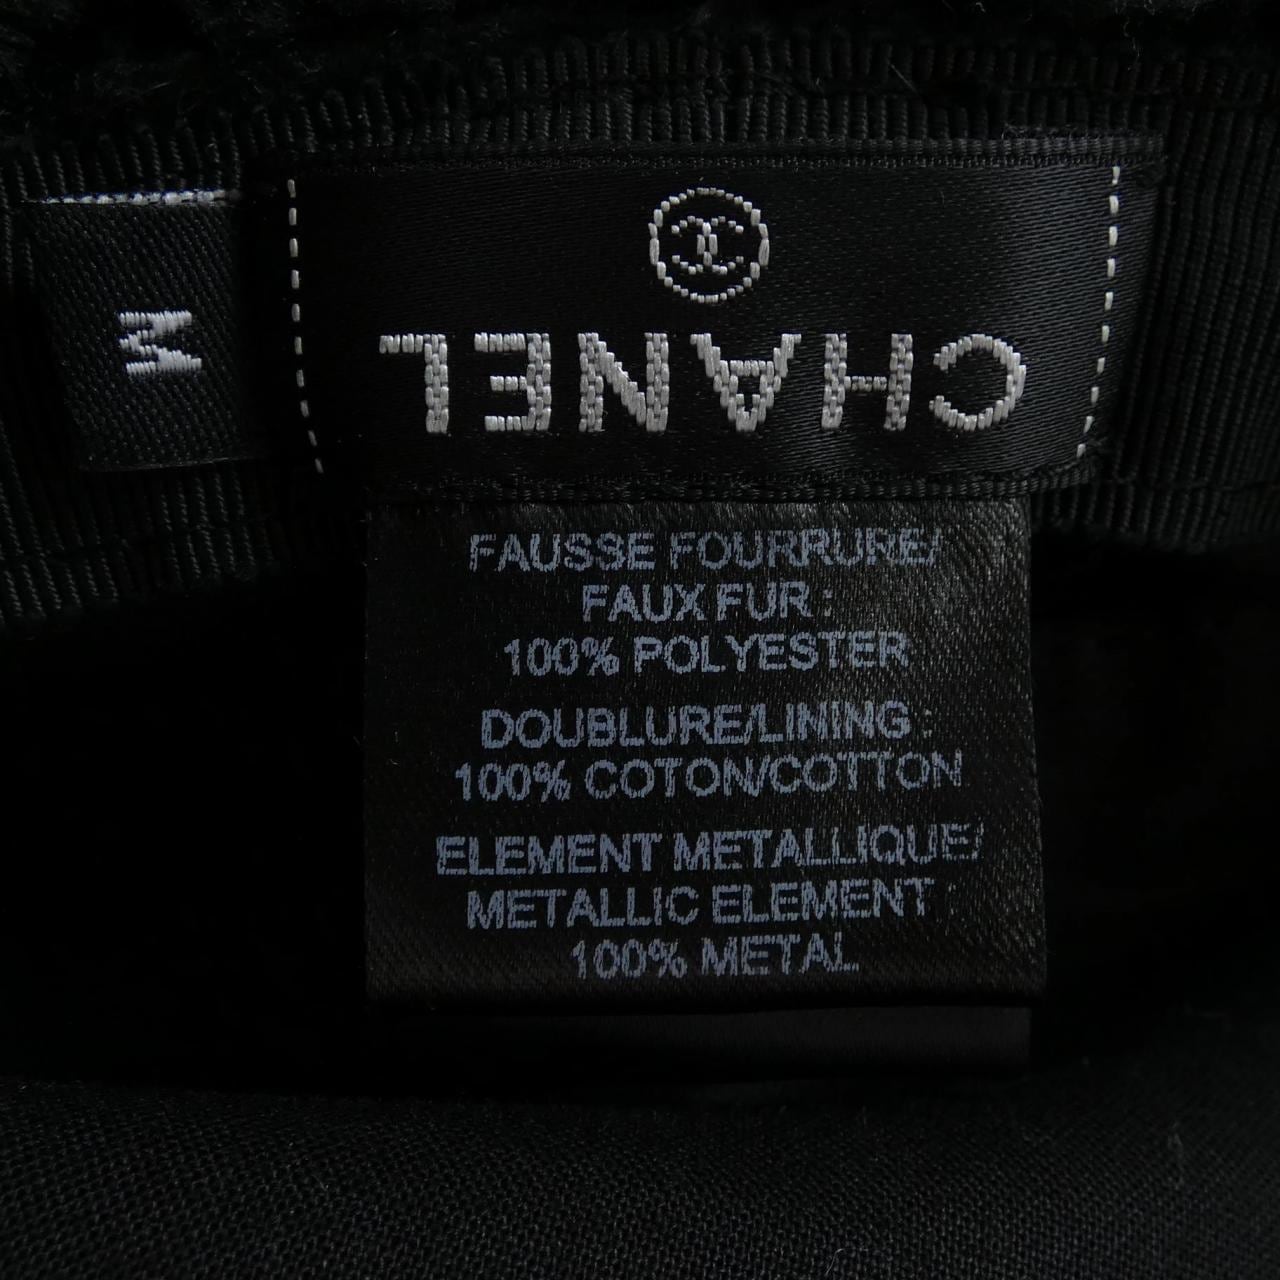 CHANEL
M
FAUSSE FOURRURE/
FAUX FUR :
100% POLYESTER
DOUBLURE/LINING :
100% COTON/COTTON
ELEMENT METALLIQUE/
METALLIC ELEMENT :
100% METAL